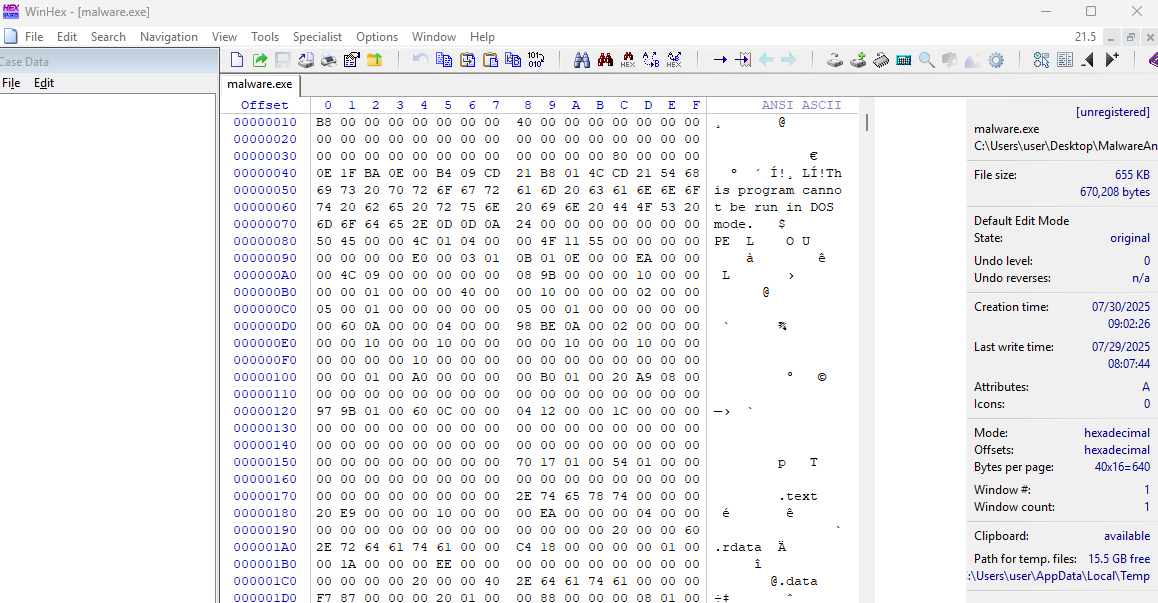 WinHex - [malware.exe]
File Edit Search Navigation View Tools Specialist Options Window Help 21.5
Case Data
File Edit
malware.exe
Offset 0 1 2 3 4 5 6 7 8 9 A B C D E F ANSI ASCII
00000010 B8 00 00 00 00 00 00 00 40 00 00 00 00 00 00 00 ¸ @
00000020 00 00 00 00 00 00 00 00 00 00 00 00 00 00 00 00
00000030 00 00 00 00 00 00 00 00 00 00 00 00 80 00 00 00 €
00000040 0E 1F BA 0E 00 B4 09 CD 21 B8 01 4C CD 21 54 68 º ´ Í!¸ LÍ!Th
00000050 69 73 20 70 72 6F 67 72 61 6D 20 63 61 6E 6E 6F is program canno
00000060 74 20 62 65 20 72 75 6E 20 69 6E 20 44 4F 53 20 t be run in DOS
00000070 6D 6F 64 65 2E 0D 0D 0A 24 00 00 00 00 00 00 00 mode. $
00000080 50 45 00 00 4C 01 04 00 00 4F 11 55 00 00 00 00 PE L O U
00000090 00 00 00 00 E0 00 03 01 0B 01 0E 00 00 EA 00 00 à ê
000000A0 00 4C 09 00 00 00 00 00 08 9B 00 00 00 10 00 00 L ›
000000B0 00 00 01 00 00 00 40 00 00 10 00 00 00 02 00 00 @
000000C0 05 00 01 00 00 00 00 00 05 00 01 00 00 00 00 00
000000D0 00 60 0A 00 00 04 00 00 98 BE 0A 00 02 00 00 00 ` ˜¾
000000E0 00 00 10 00 00 10 00 00 00 00 10 00 00 10 00 00
000000F0 00 00 00 00 10 00 00 00 00 00 00 00 00 00 00 00
00000100 00 00 01 00 A0 00 00 00 00 B0 01 00 20 A9 08 00 ° ©
00000110 00 00 00 00 00 00 00 00 00 00 00 00 00 00 00 00
00000120 97 9B 01 00 60 0C 00 00 04 12 00 00 1C 00 00 00 —› `
00000130 00 00 00 00 00 00 00 00 00 00 00 00 00 00 00 00
00000140 00 00 00 00 00 00 00 00 00 00 00 00 00 00 00 00
00000150 00 00 00 00 00 00 00 00 70 17 01 00 54 01 00 00 p T
00000160 00 00 00 00 00 00 00 00 00 00 00 00 00 00 00 00
00000170 00 00 00 00 00 00 00 00 2E 74 65 78 74 00 00 00 .text
00000180 20 E9 00 00 00 10 00 00 00 EA 00 00 00 04 00 00 é ê
00000190 00 00 00 00 00 00 00 00 00 00 00 00 20 00 00 60 `
000001A0 2E 72 64 61 74 61 00 00 C4 18 00 00 00 00 01 00 .rdata Ä
000001B0 00 1A 00 00 00 EE 00 00 00 00 00 00 00 00 00 00 î
000001C0 00 00 00 00 20 00 00 40 2E 64 61 74 61 00 00 00 @.data
000001D0 F7 87 00 00 00 20 01 00 00 88 00 00 00 08 01 00 ÷‡ ˆ
[unregistered]
malware.exe
C:\Users\user\Desktop\MalwareAn
File size: 655 KB
670,208 bytes
Default Edit Mode
State: original
Undo level: 0
Undo reverses: n/a
Creation time: 07/30/2025
09:02:26
Last write time: 07/29/2025
08:07:44
Attributes: A
Icons: 0
Mode: hexadecimal
Offsets: hexadecimal
Bytes per page: 40x16=640
Window #: 1
Window count: 1
Clipboard: available
Path for temp. files: 15.5 GB free
:\Users\user\AppData\Local\Temp